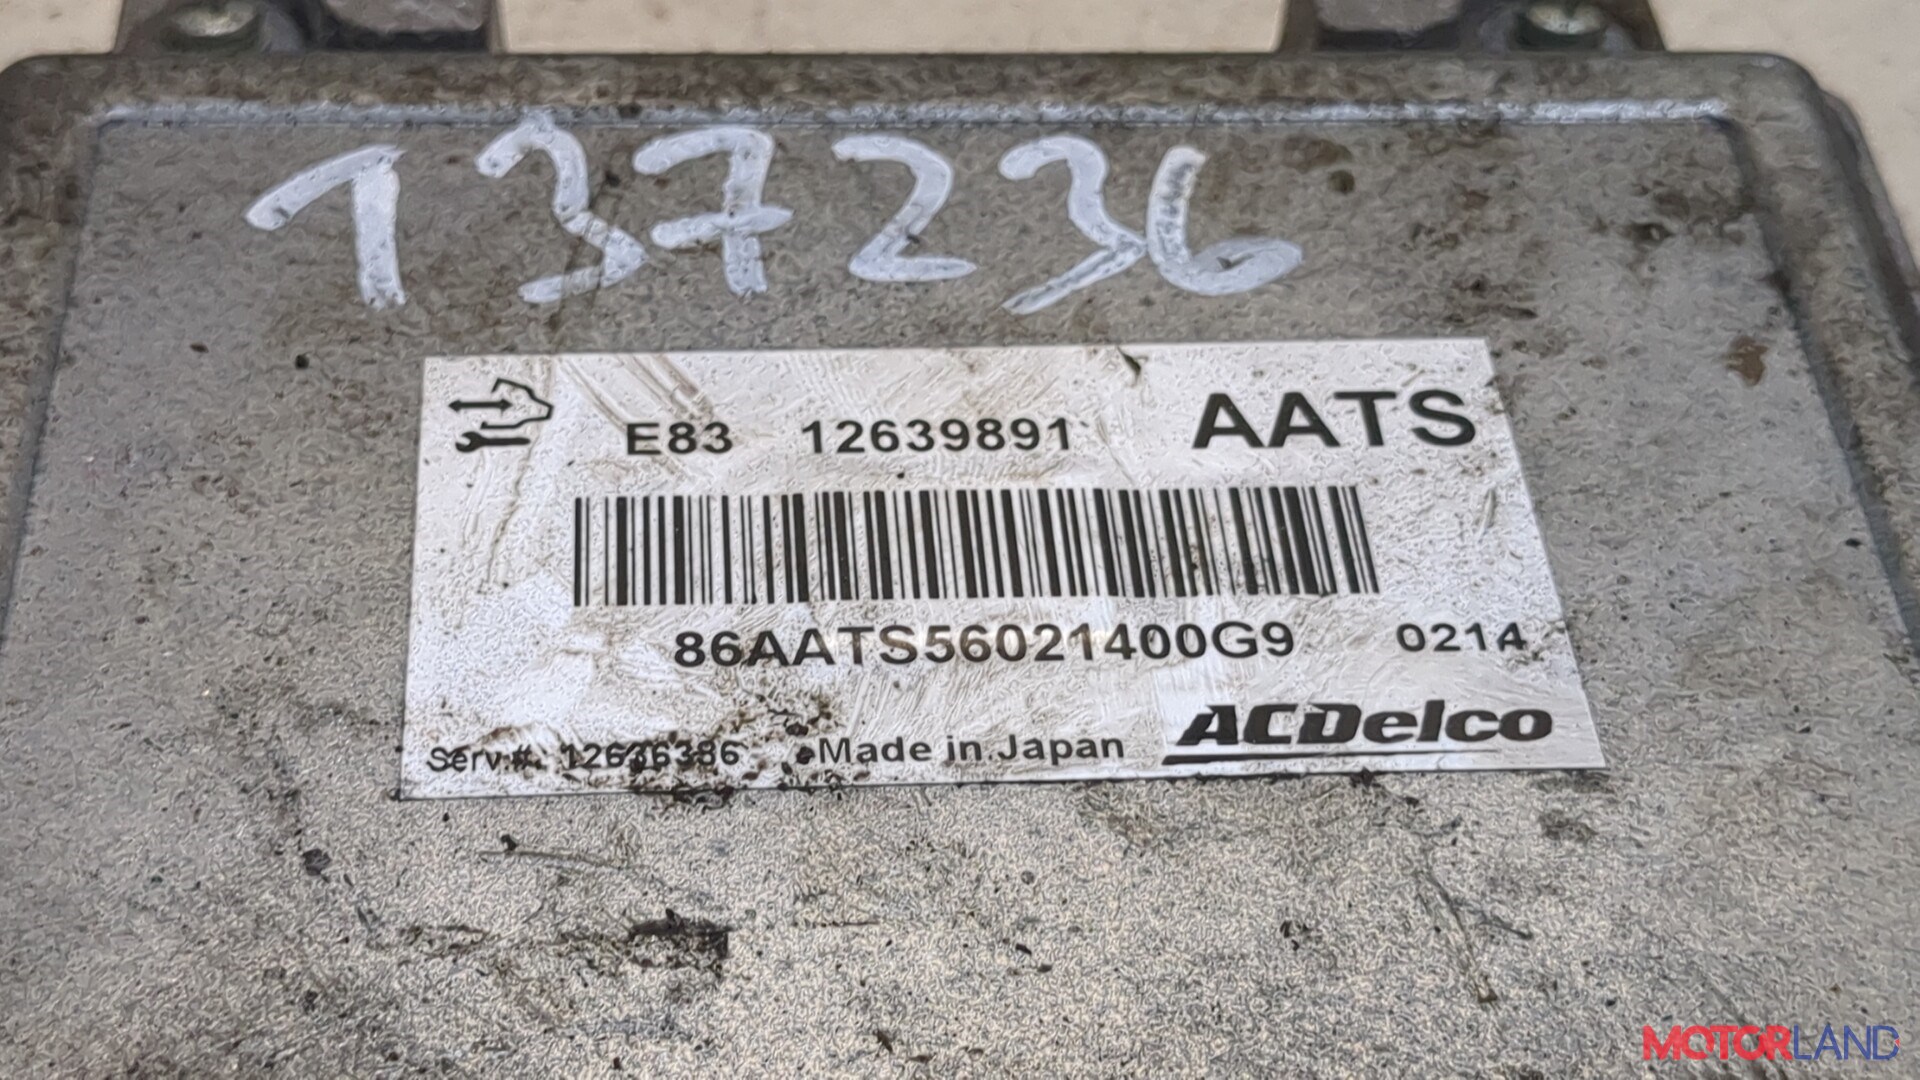 137236
E83 12639891 AATS
86AATS56021400G9 0214
Serv.#. 12636386 Made in Japan ACDelco
MOTORLAND